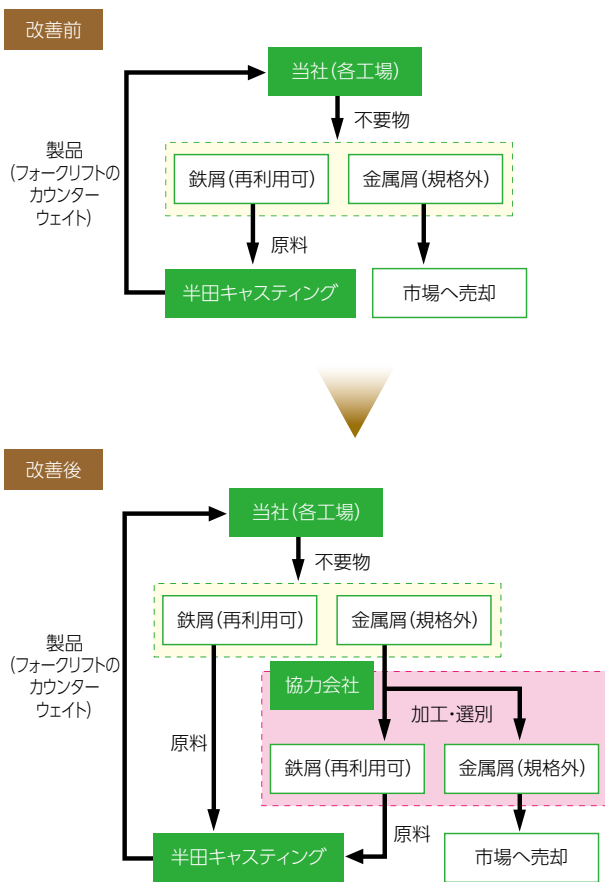 改善前
当社(各工場)
不要物
製品
(フォークリフトの
カウンター
ウェイト)
鉄屑(再利用可)
金属屑(規格外)
原料
半田キャスティング
市場へ売却
改善後
当社(各工場)
不要物
鉄屑(再利用可)
金属屑(規格外)
製品
(フォークリフトの
カウンター
ウェイト)
協力会社
加工・選別
原料
鉄屑(再利用可)
金属屑(規格外)
原料
半田キャスティング
市場へ売却